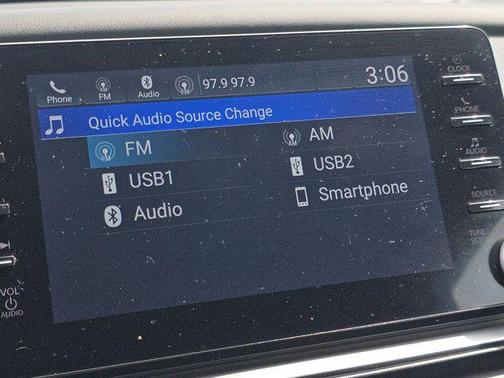 Phone FM Audio 97.9 97.9 3:06 CLOCK
Quick Audio Source Change
PHONE
FM AM
AUDIO
USB1 USB2
Audio Smartphone
SOURCE
TUNE
VOL
AUDIO